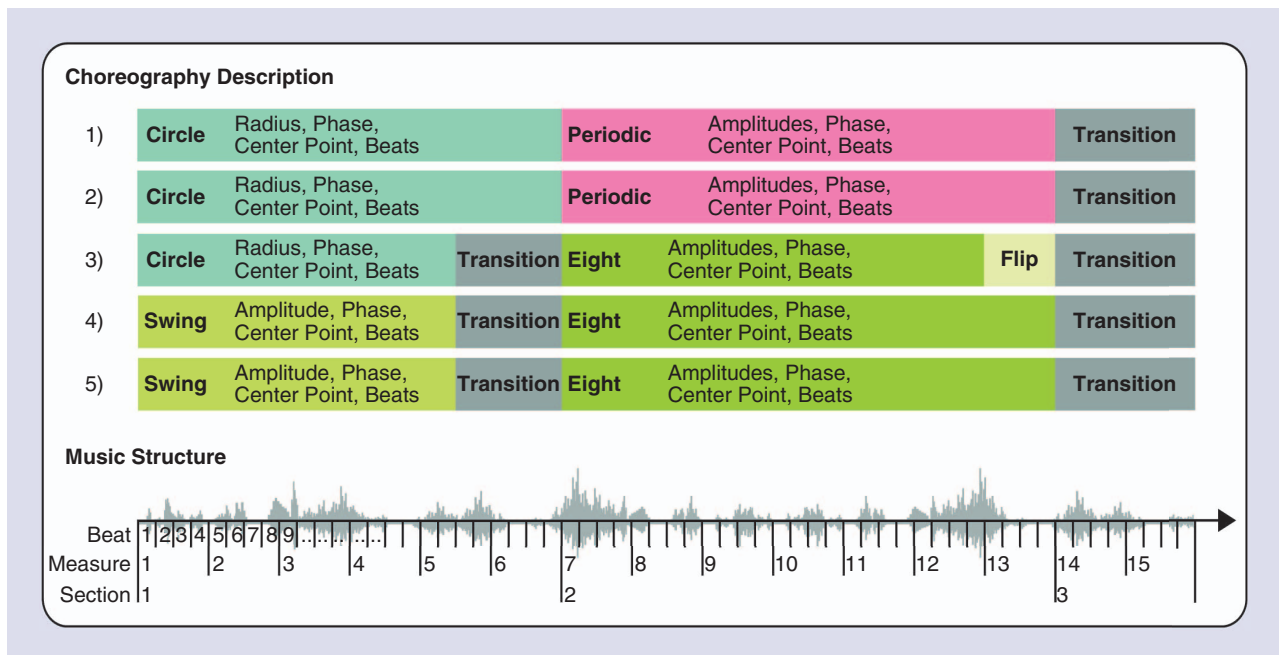 Choreography Description
1) Circle Radius, Phase, Center Point, Beats Periodic Amplitudes, Phase, Center Point, Beats Transition
2) Circle Radius, Phase, Center Point, Beats Periodic Amplitudes, Phase, Center Point, Beats Transition
3) Circle Radius, Phase, Center Point, Beats Transition Eight Amplitudes, Phase, Center Point, Beats Flip Transition
4) Swing Amplitude, Phase, Center Point, Beats Transition Eight Amplitudes, Phase, Center Point, Beats Transition
5) Swing Amplitude, Phase, Center Point, Beats Transition Eight Amplitudes, Phase, Center Point, Beats Transition
Music Structure
Beat 1 2 3 4 5 6 7 8 9 ...............
Measure 1 2 3 4 5 6 7 8 9 10 11 12 13 14 15
Section 1 2 3